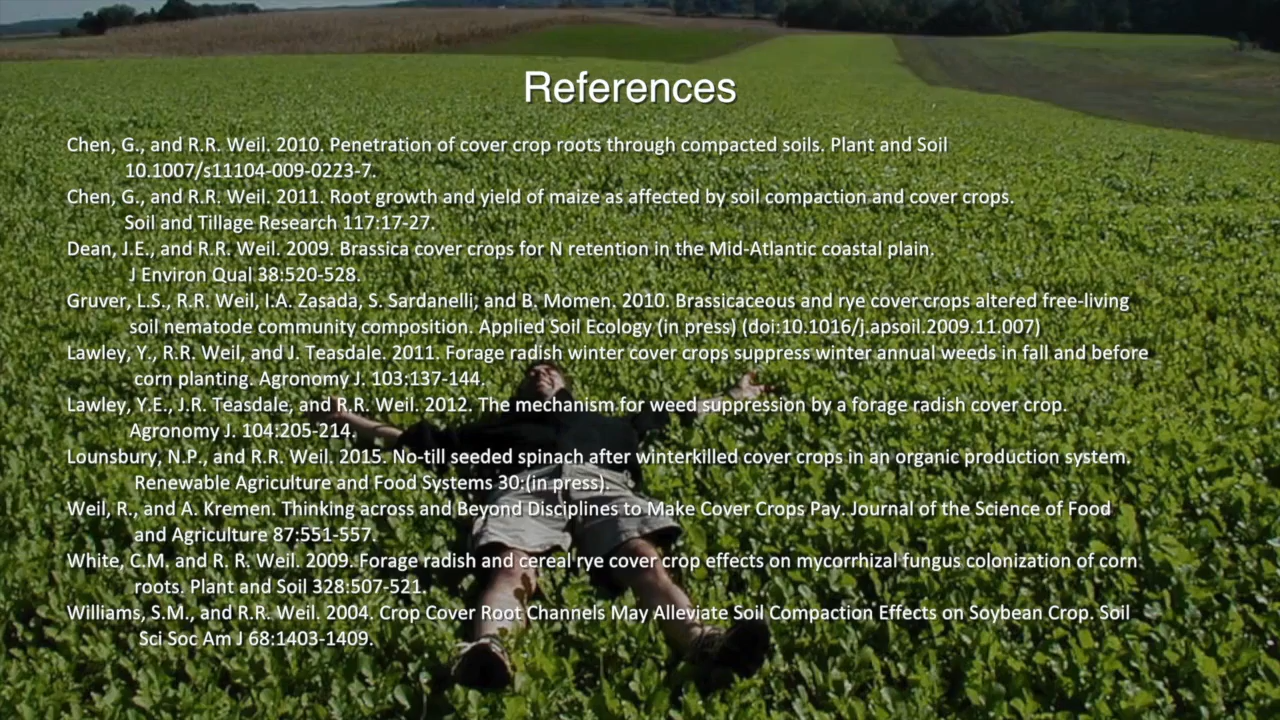 References
Chen, G., and R.R. Weil. 2010. Penetration of cover crop roots through compacted soils. Plant and Soil
10.1007/s11104-009-0223-7.
Chen, G., and R.R. Weil. 2011. Root growth and yield of maize as affected by soil compaction and cover crops.
Soil and Tillage Research 117:17-27.
Dean, J.E., and R.R. Weil. 2009. Brassica cover crops for N retention in the Mid-Atlantic coastal plain.
J Environ Qual 38:520-528.
Gruver, L.S., R.R. Weil, I.A. Zasada, S. Sardanelli, and B. Momen. 2010. Brassicaceous and rye cover crops altered free-living
soil nematode community composition. Applied Soil Ecology (in press) (doi:10.1016/j.apsoil.2009.11.007)
Lawley, Y., R.R. Weil, and J. Teasdale. 2011. Forage radish winter cover crops suppress winter annual weeds in fall and before
corn planting. Agronomy J. 103:137-144.
Lawley, Y.E., J.R. Teasdale, and R.R. Weil. 2012. The mechanism for weed suppression by a forage radish cover crop.
Agronomy J. 104:205-214.
Lounsbury, N.P., and R.R. Weil. 2015. No-till seeded spinach after winterkilled cover crops in an organic production system.
Renewable Agriculture and Food Systems 30:(in press).
Weil, R., and A. Kremen. Thinking across and Beyond Disciplines to Make Cover Crops Pay. Journal of the Science of Food
and Agriculture 87:551-557.
White, C.M. and R. R. Weil. 2009. Forage radish and cereal rye cover crop effects on mycorrhizal fungus colonization of corn
roots. Plant and Soil 328:507-521.
Williams, S.M., and R.R. Weil. 2004. Crop Cover Root Channels May Alleviate Soil Compaction Effects on Soybean Crop. Soil
Sci Soc Am J 68:1403-1409.